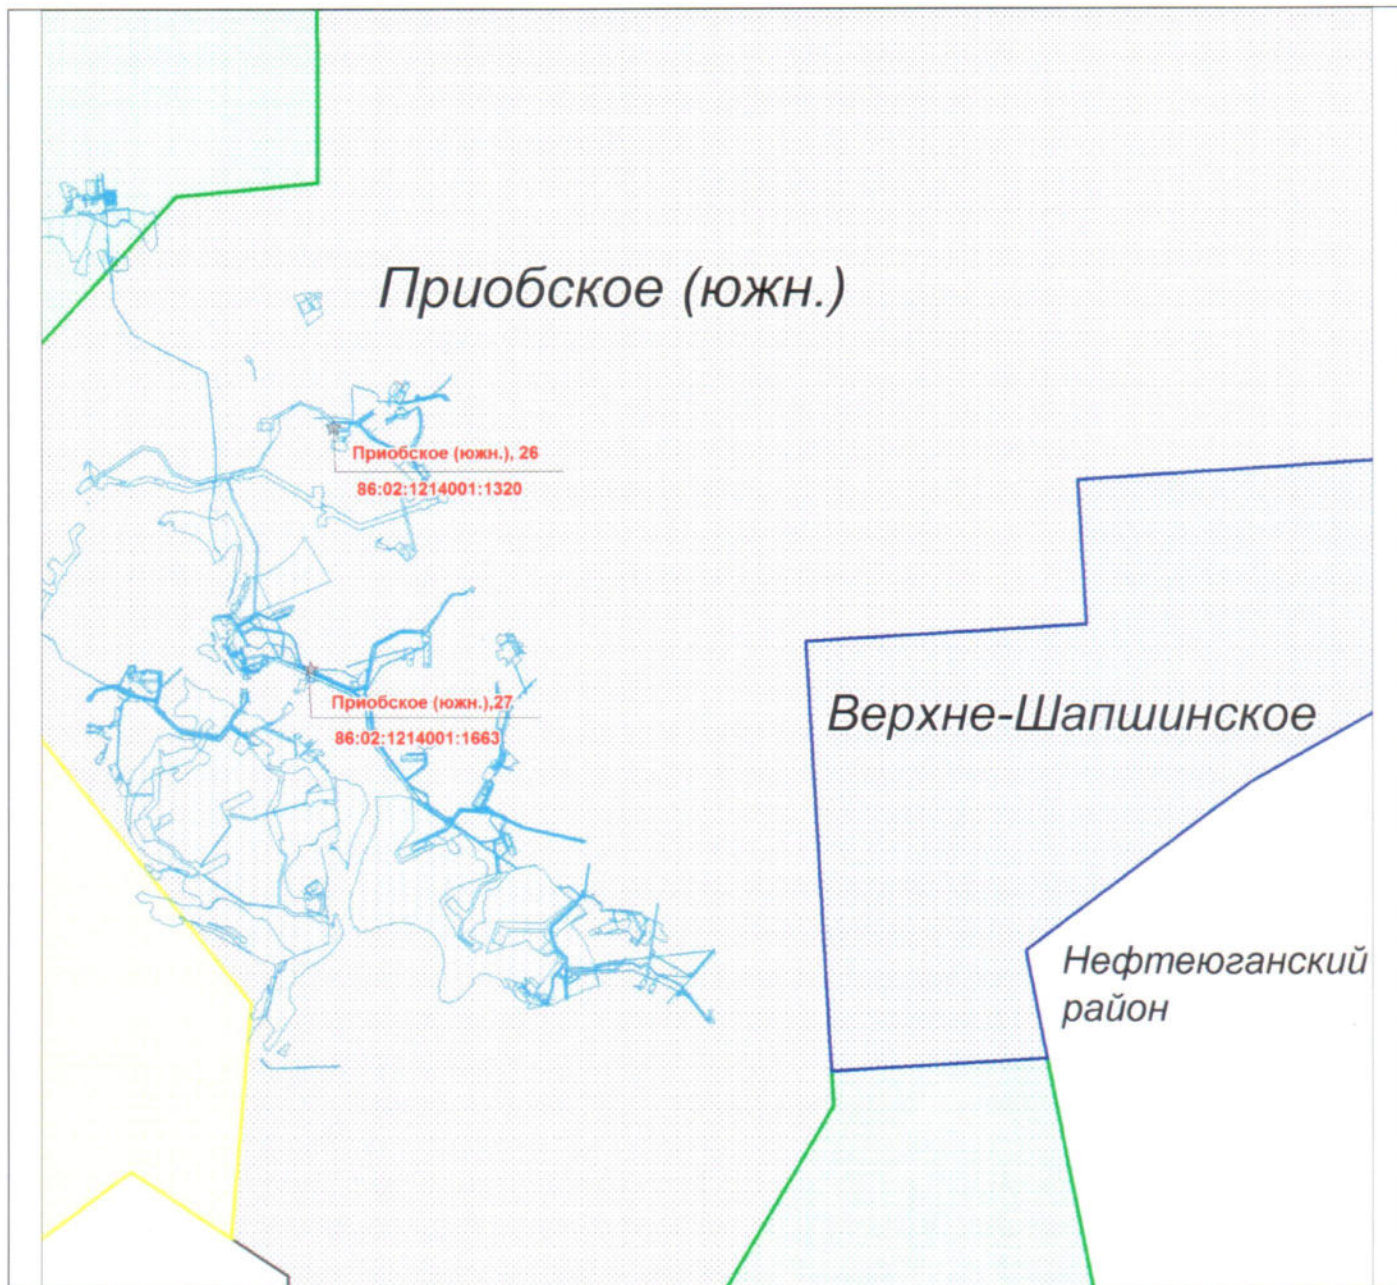 Приобское (южн.)
Приобское (южн.), 26
86:02:1214001:1320
Приобское (южн.),27
86:02:1214001:1663
Верхне-Шапшинское
Нефтеюганский
район